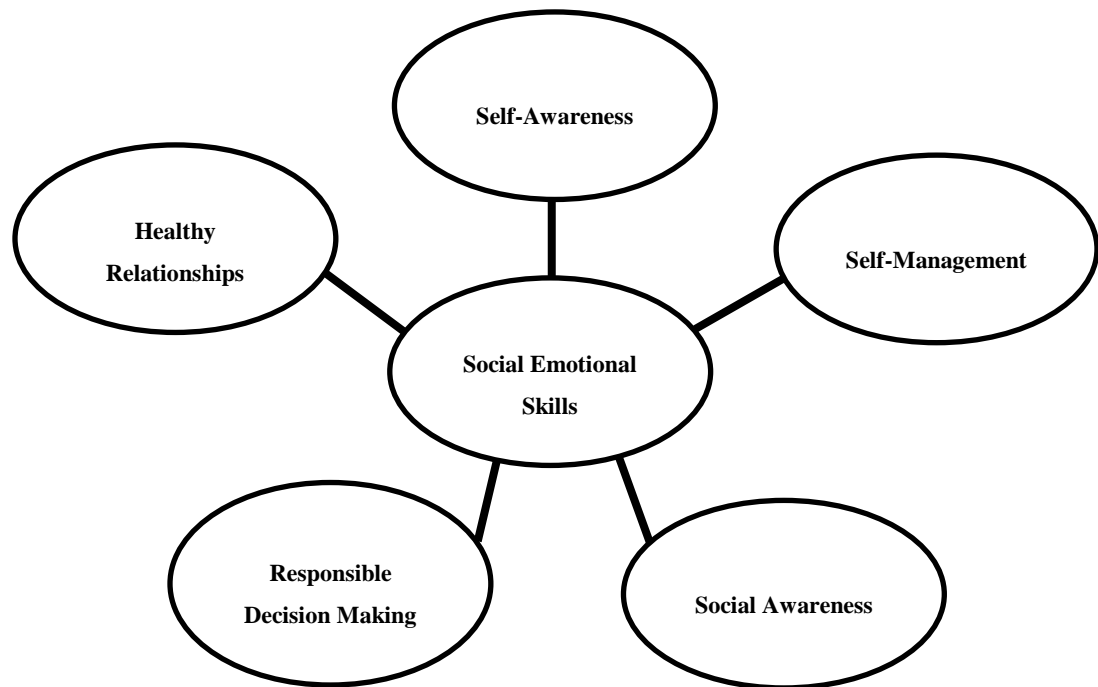 Self-Awareness
Healthy
Relationships
Self-Management
Social Emotional
Skills
Responsible
Decision Making
Social Awareness